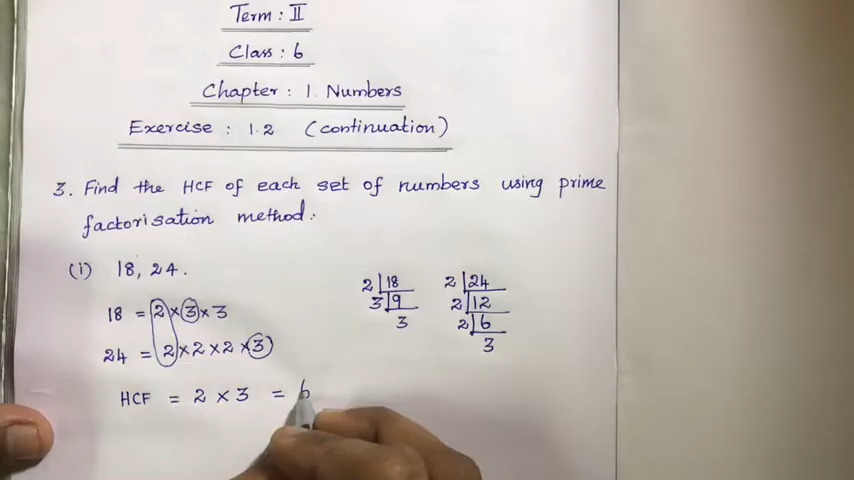 Term : II
Class : 6
Chapter : 1. Numbers
Exercise : 1.2 (continuation)
3. Find the HCF of each set of numbers using prime
factorisation method.
(i) 18, 24.
18 = 2 × 3 × 3
24 = 2 × 2 × 2 × 3
HCF = 2 × 3 = 6
2 18
3 9
3
2 24
2 12
2 6
3